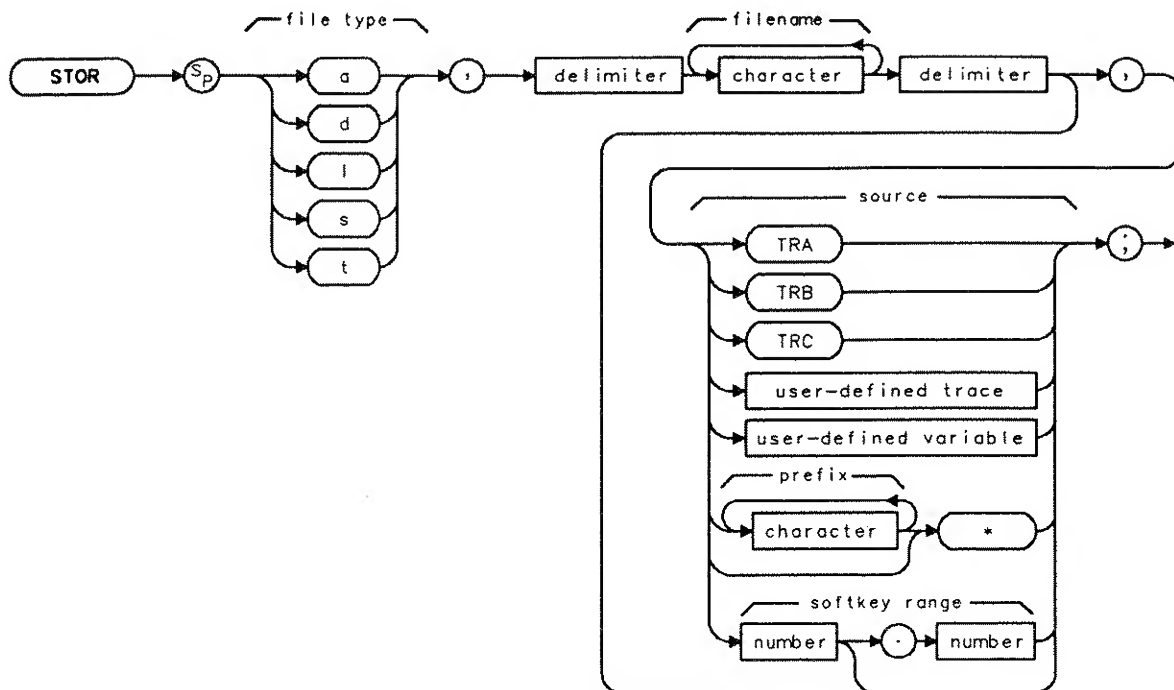 file type
filename
STOR
SP
a
,
delimiter
character
delimiter
,
d
l
s
t
source
TRA
;
TRB
TRC
user-defined trace
user-defined variable
prefix
character
*
softkey range
number
-
number